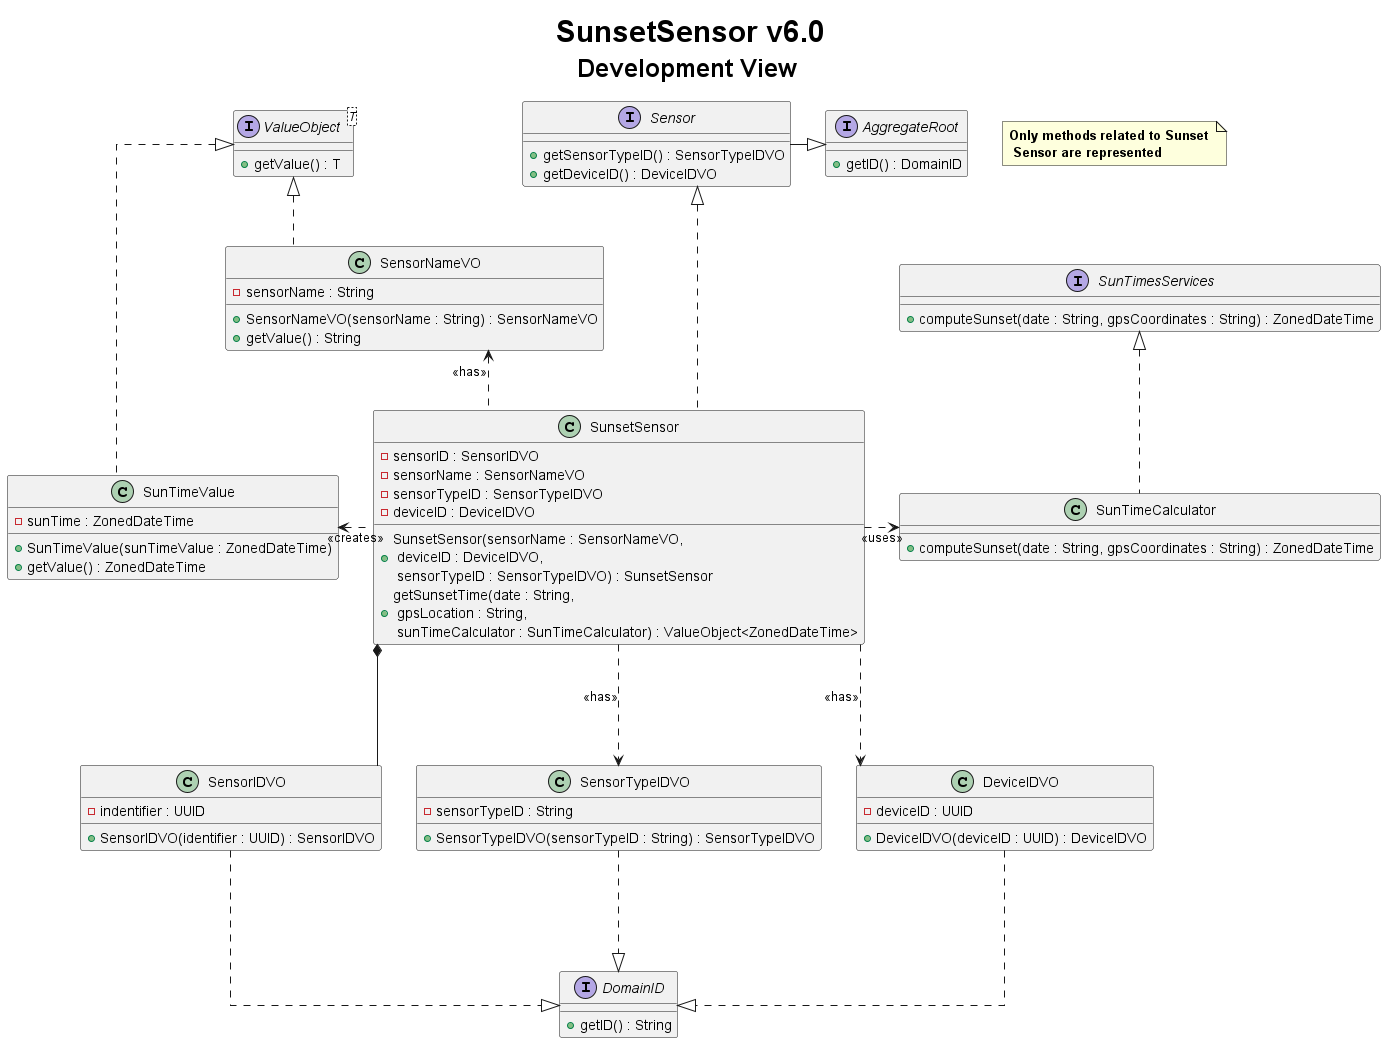 SunsetSensor v6.0
Development View
ValueObject
T
getValue() : T
Sensor
getSensorTypeID() : SensorTypeIDVO
getDeviceID() : DeviceIDVO
AggregateRoot
getID() : DomainID
Only methods related to Sunset
Sensor are represented
SensorNameVO
sensorName : String
SensorNameVO(sensorName : String) : SensorNameVO
getValue() : String
SunTimesServices
computeSunset(date : String, gpsCoordinates : String) : ZonedDateTime
«has»
SunsetSensor
sensorID : SensorIDVO
sensorName : SensorNameVO
sensorTypeID : SensorTypeIDVO
deviceID : DeviceIDVO
SunsetSensor(sensorName : SensorNameVO,
deviceID : DeviceIDVO,
sensorTypeID : SensorTypeIDVO) : SunsetSensor
getSunsetTime(date : String,
gpsLocation : String,
sunTimeCalculator : SunTimeCalculator) : ValueObject<ZonedDateTime>
SunTimeValue
sunTime : ZonedDateTime
SunTimeValue(sunTimeValue : ZonedDateTime)
getValue() : ZonedDateTime
«creates»
«uses»
SunTimeCalculator
computeSunset(date : String, gpsCoordinates : String) : ZonedDateTime
«has»
«has»
SensorIDVO
indentifier : UUID
SensorIDVO(identifier : UUID) : SensorIDVO
SensorTypeIDVO
sensorTypeID : String
SensorTypeIDVO(sensorTypeID : String) : SensorTypeIDVO
DeviceIDVO
deviceID : UUID
DeviceIDVO(deviceID : UUID) : DeviceIDVO
DomainID
getID() : String